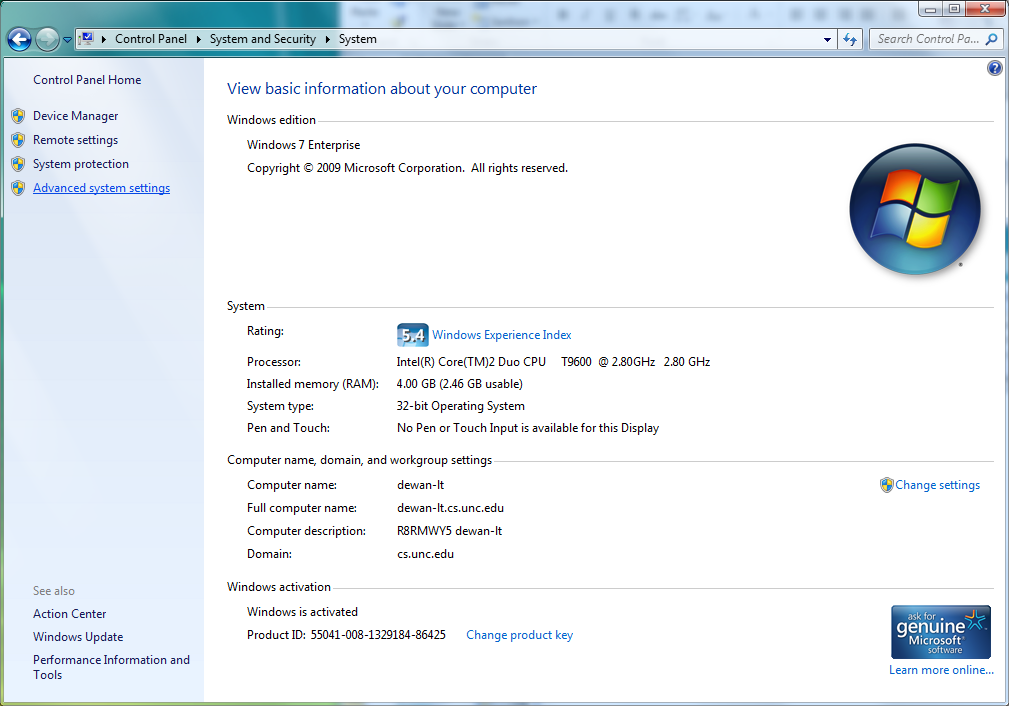 Control Panel System and Security System
Search Control Pa...
Control Panel Home
Device Manager
Remote settings
System protection
Advanced system settings
View basic information about your computer
Windows edition
Windows 7 Enterprise
Copyright © 2009 Microsoft Corporation. All rights reserved.
System
Rating: 5.4 Windows Experience Index
Processor: Intel(R) Core(TM)2 Duo CPU T9600 @ 2.80GHz 2.80 GHz
Installed memory (RAM): 4.00 GB (2.46 GB usable)
System type: 32-bit Operating System
Pen and Touch: No Pen or Touch Input is available for this Display
Computer name, domain, and workgroup settings
Computer name: dewan-lt Change settings
Full computer name: dewan-lt.cs.unc.edu
Computer description: R8RMWY5 dewan-lt
Domain: cs.unc.edu
Windows activation
Windows is activated
Product ID: 55041-008-1329184-86425 Change product key
ask for
genuine
Microsoft®
software
Learn more online...
See also
Action Center
Windows Update
Performance Information and
Tools